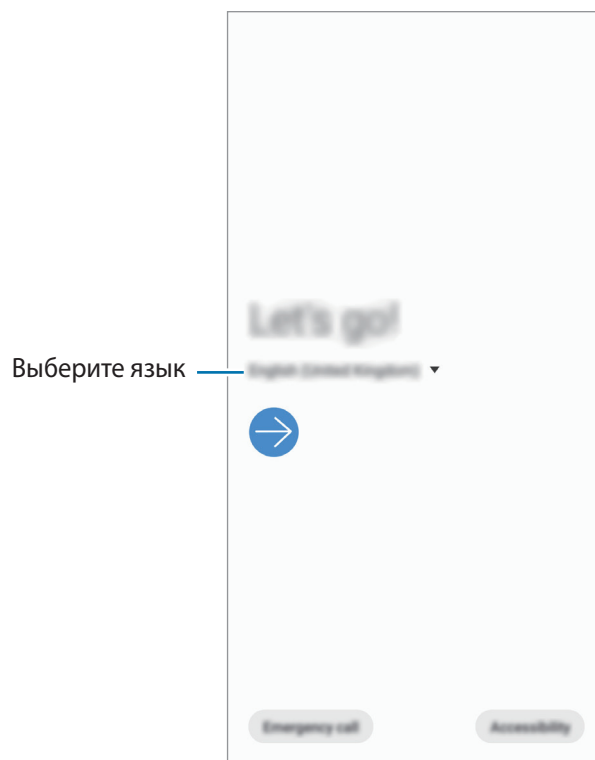 Let's go!
Выберите язык
English (United Kingdom)
Emergency call
Accessibility